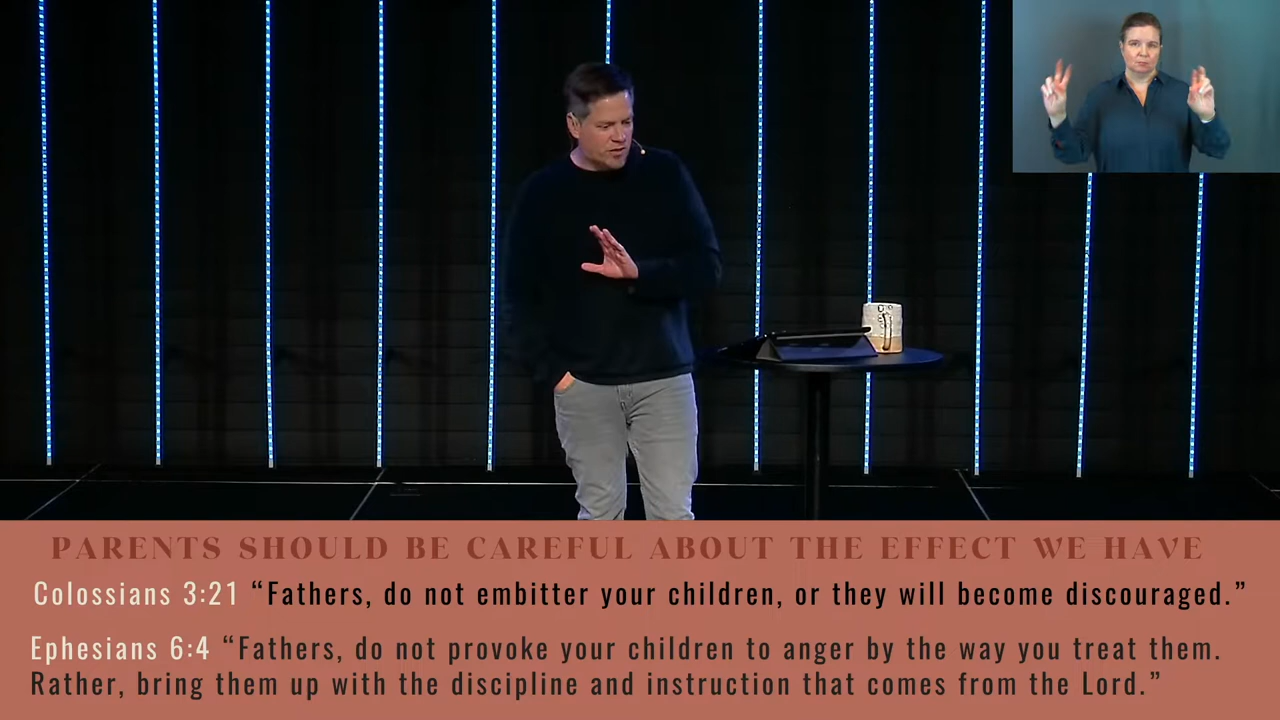 PARENTS SHOULD BE CAREFUL ABOUT THE EFFECT WE HAVE
Colossians 3:21 “Fathers, do not embitter your children, or they will become discouraged.”
Ephesians 6:4 “Fathers, do not provoke your children to anger by the way you treat them.
Rather, bring them up with the discipline and instruction that comes from the Lord.”